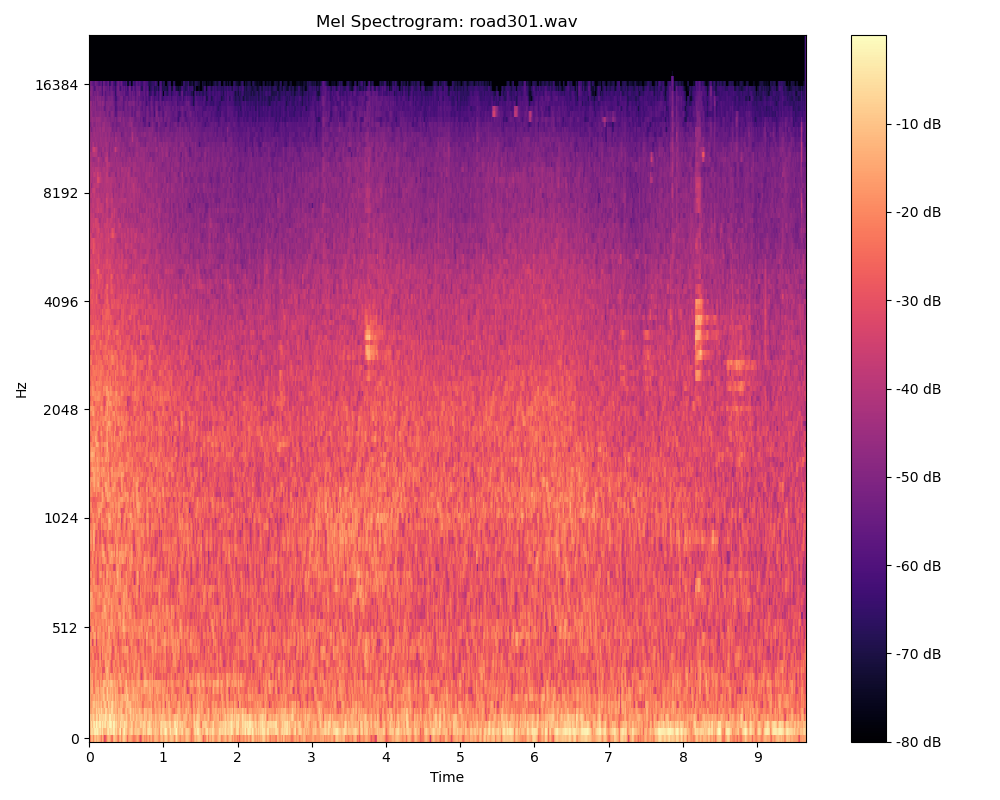 Mel Spectrogram: road301.wav
16384
8192
4096
2048
1024
512
0
Hz
0 1 2 3 4 5 6 7 8 9
Time
-10 dB
-20 dB
-30 dB
-40 dB
-50 dB
-60 dB
-70 dB
-80 dB